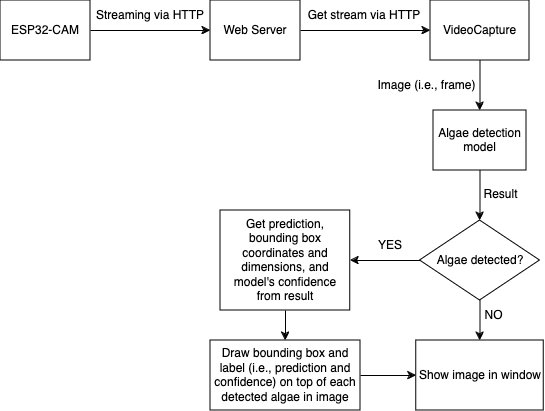 Streaming via HTTP
Get stream via HTTP
ESP32-CAM
Web Server
VideoCapture
Image (i.e., frame)
Algae detection
model
Result
Get prediction,
bounding box
coordinates and
dimensions, and
model's confidence
from result
YES
Algae detected?
NO
Draw bounding box and
label (i.e., prediction and
confidence) on top of each
detected algae in image
Show image in window